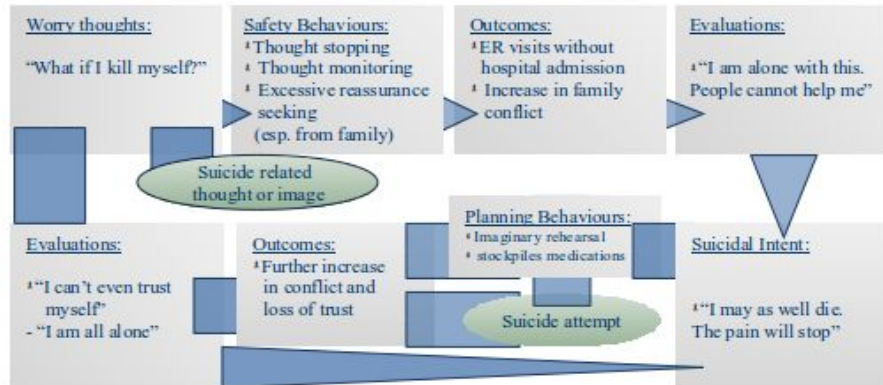 Worry thoughts:
“What if I kill myself?”
Safety Behaviours:
Thought stopping
Thought monitoring
Excessive reassurance
seeking
(esp. from family)
Outcomes:
ER visits without
hospital admission
Increase in family
conflict
Evaluations:
“I am alone with this.
People cannot help me”
Suicide related
thought or image
Evaluations:
“I can’t even trust
myself”
- “I am all alone”
Outcomes:
Further increase
in conflict and
loss of trust
Planning Behaviours:
Imaginary rehearsal
stockpiles medications
Suicide attempt
Suicidal Intent:
“I may as well die.
The pain will stop”